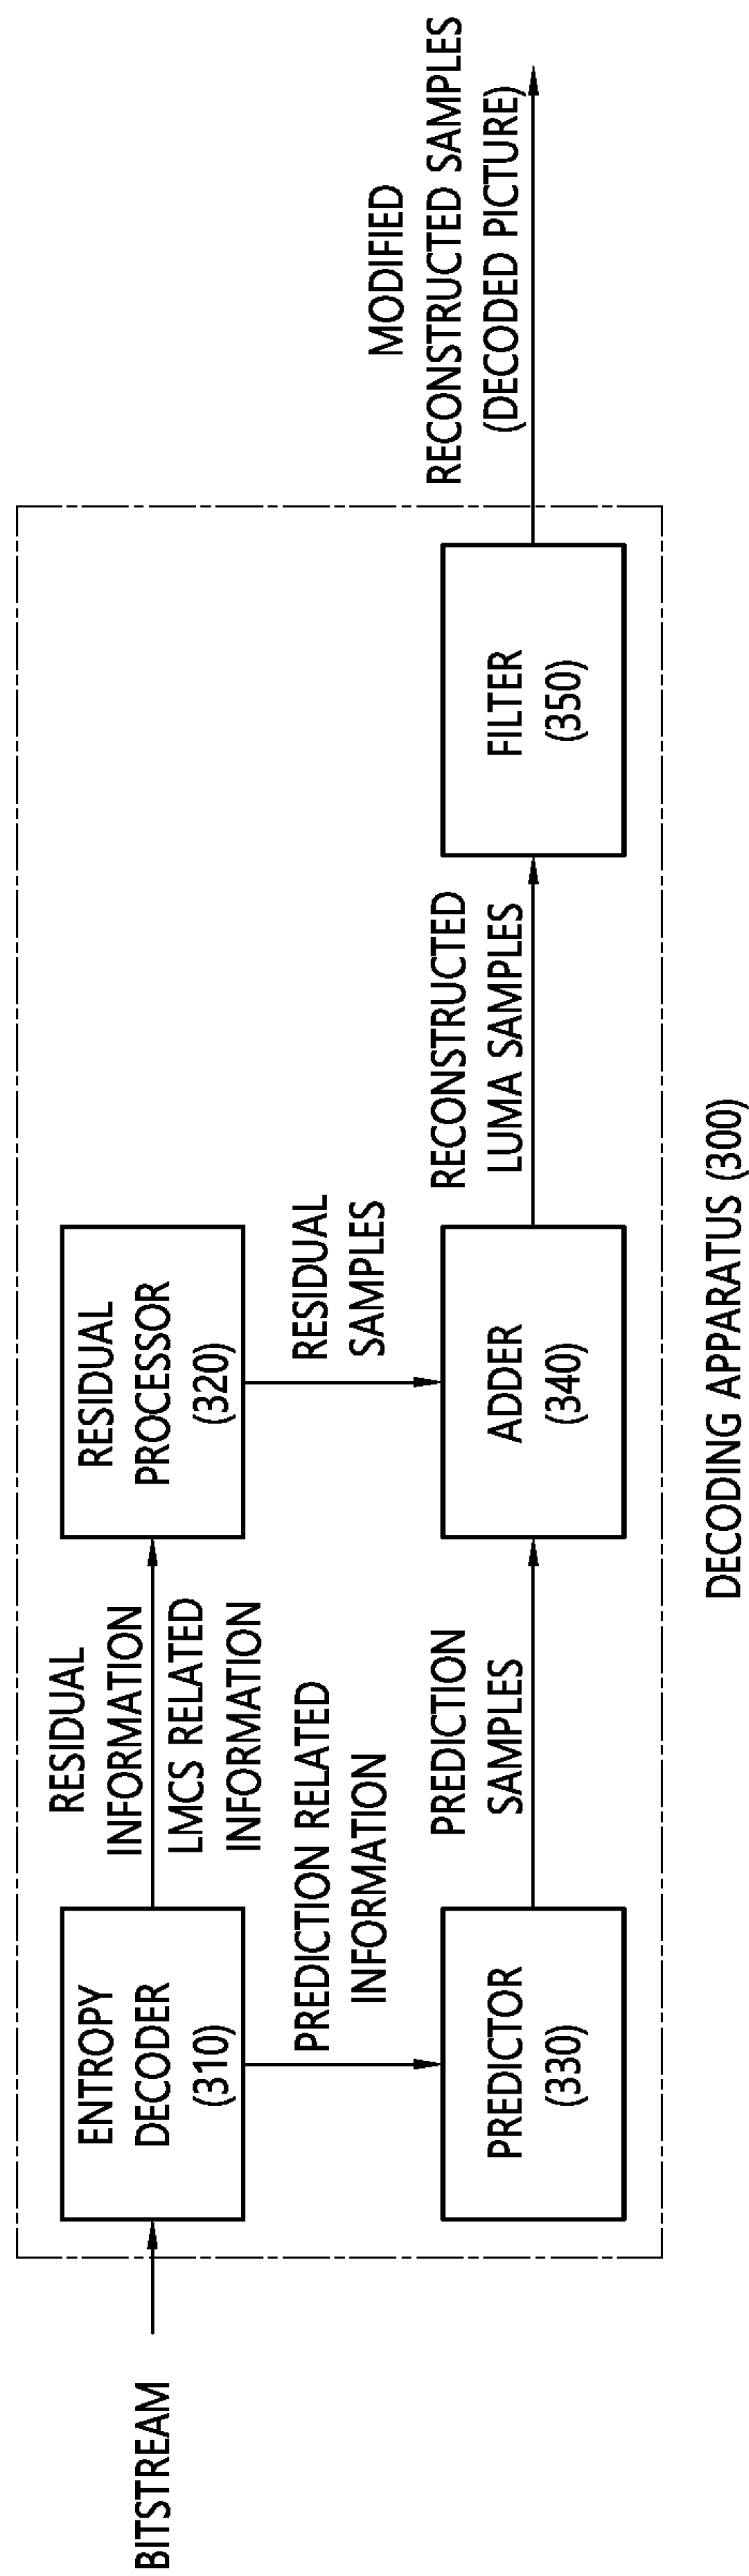 BITSTREAM
ENTROPY
DECODER
(310)
RESIDUAL
INFORMATION
LMCS RELATED
INFORMATION
RESIDUAL
PROCESSOR
(320)
PREDICTION RELATED
INFORMATION
RESIDUAL
SAMPLES
PREDICTOR
(330)
PREDICTION
SAMPLES
ADDER
(340)
RECONSTRUCTED
LUMA SAMPLES
FILTER
(350)
MODIFIED
RECONSTRUCTED SAMPLES
(DECODED PICTURE)
DECODING APPARATUS (300)